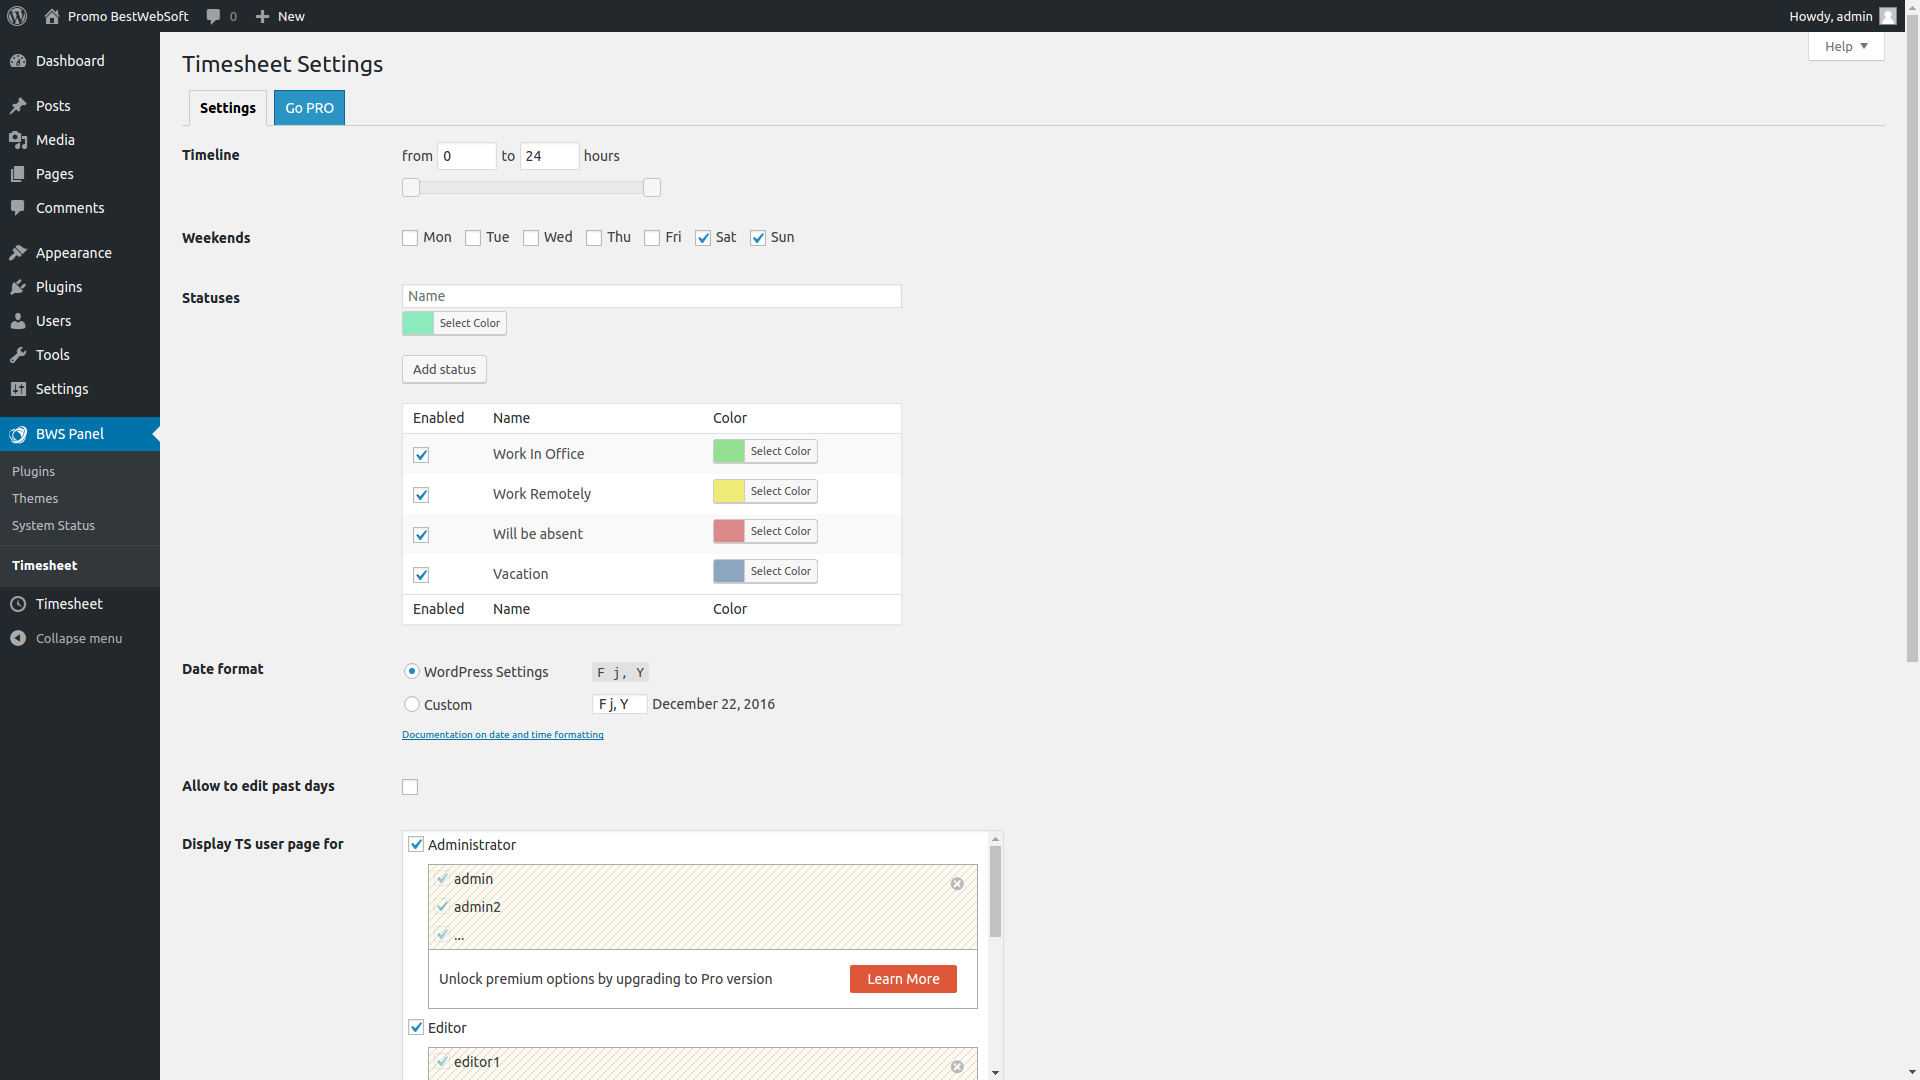 Promo BestWebSoft 0 New Howdy, admin
Help
Dashboard
Posts
Media
Pages
Comments
Appearance
Plugins
Users
Tools
Settings
BWS Panel
Plugins
Themes
System Status
Timesheet
Timesheet
Collapse menu
Timesheet Settings
Settings Go PRO
Timeline from 0 to 24 hours
Weekends Mon Tue Wed Thu Fri Sat Sun
Statuses Name
Select Color
Add status
Enabled Name Color
Work In Office Select Color
Work Remotely Select Color
Will be absent Select Color
Vacation Select Color
Enabled Name Color
Date format WordPress Settings F j, Y
Custom F j, Y December 22, 2016
Documentation on date and time formatting
Allow to edit past days
Display TS user page for Administrator
admin
admin2
...
Unlock premium options by upgrading to Pro version Learn More
Editor
editor1